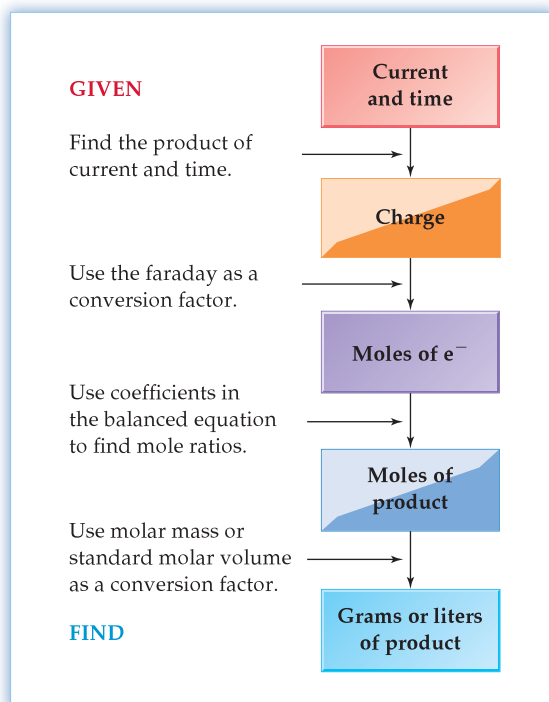 GIVEN
Current
and time
Find the product of
current and time.
Charge
Use the faraday as a
conversion factor.
Moles of e⁻
Use coefficients in
the balanced equation
to find mole ratios.
Moles of
product
Use molar mass or
standard molar volume
as a conversion factor.
FIND
Grams or liters
of product